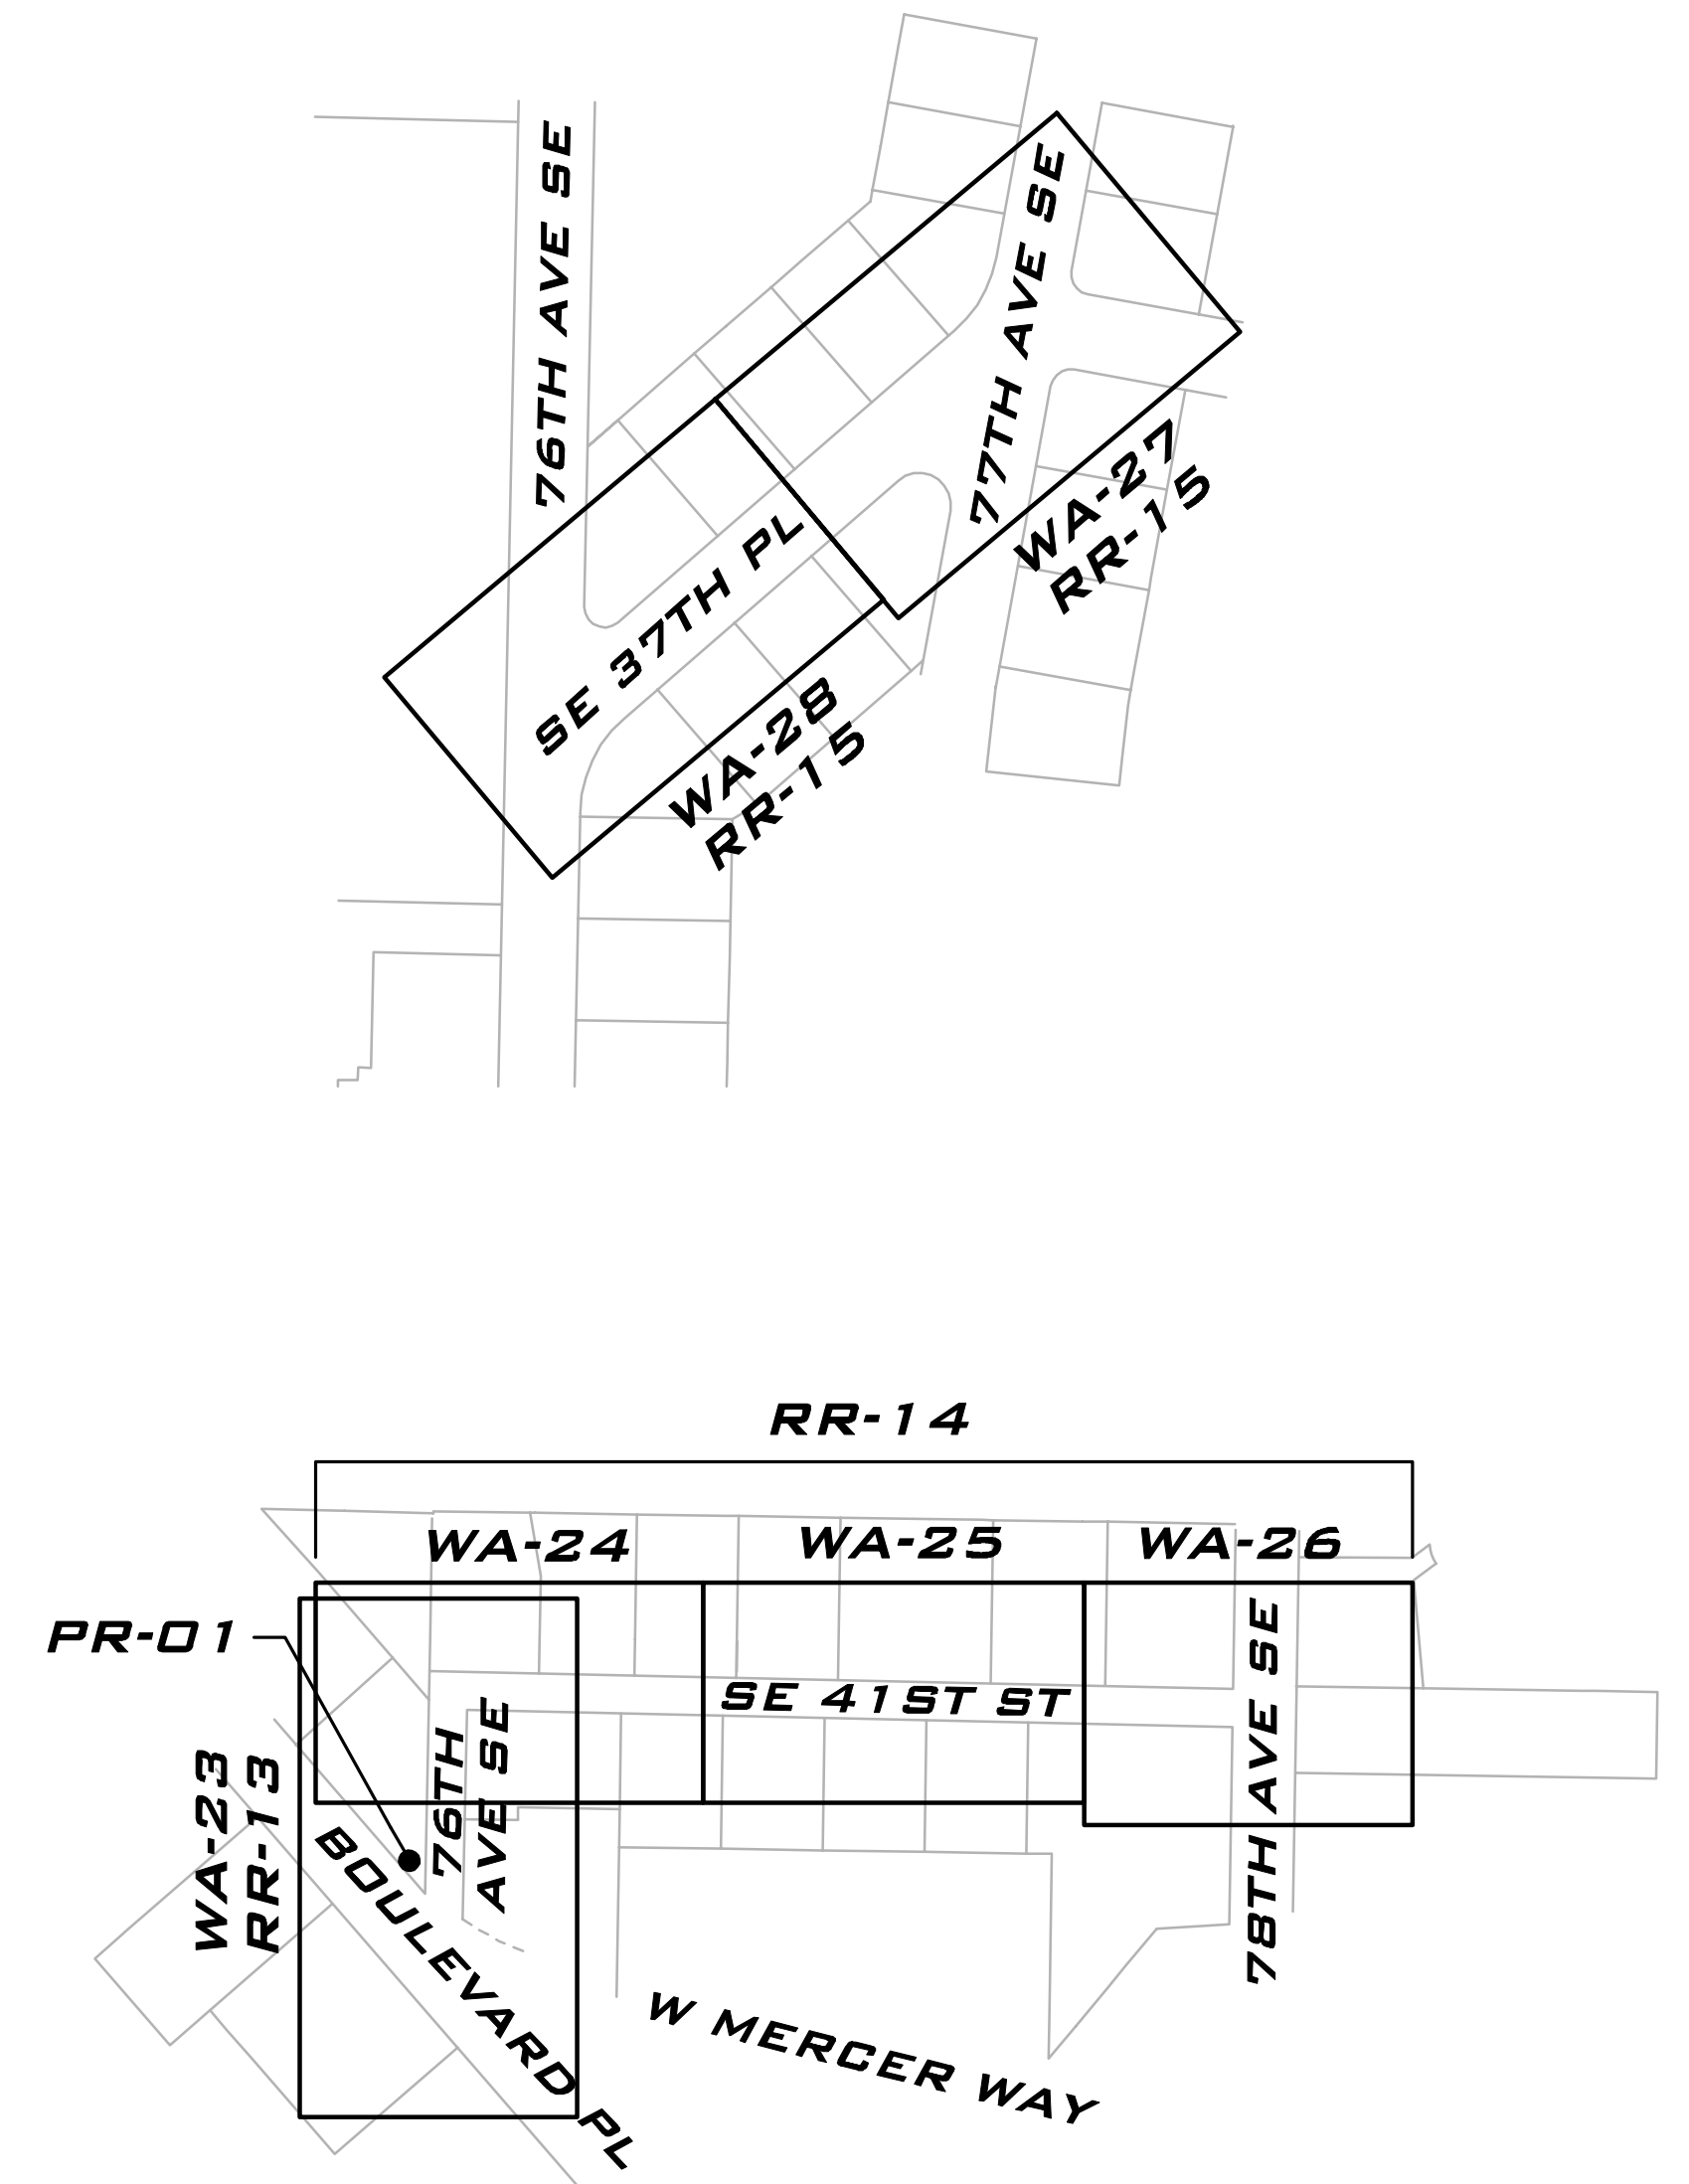 76TH AVE SE
77TH AVE SE
WA-27
RR-15
SE 37TH PL
WA-28
RR-15
RR-14
WA-24
WA-25
WA-26
PR-01
SE 41ST ST
78TH AVE SE
76TH
AVE SE
WA-23
RR-13
BOULEVARD PL
W MERCER WAY